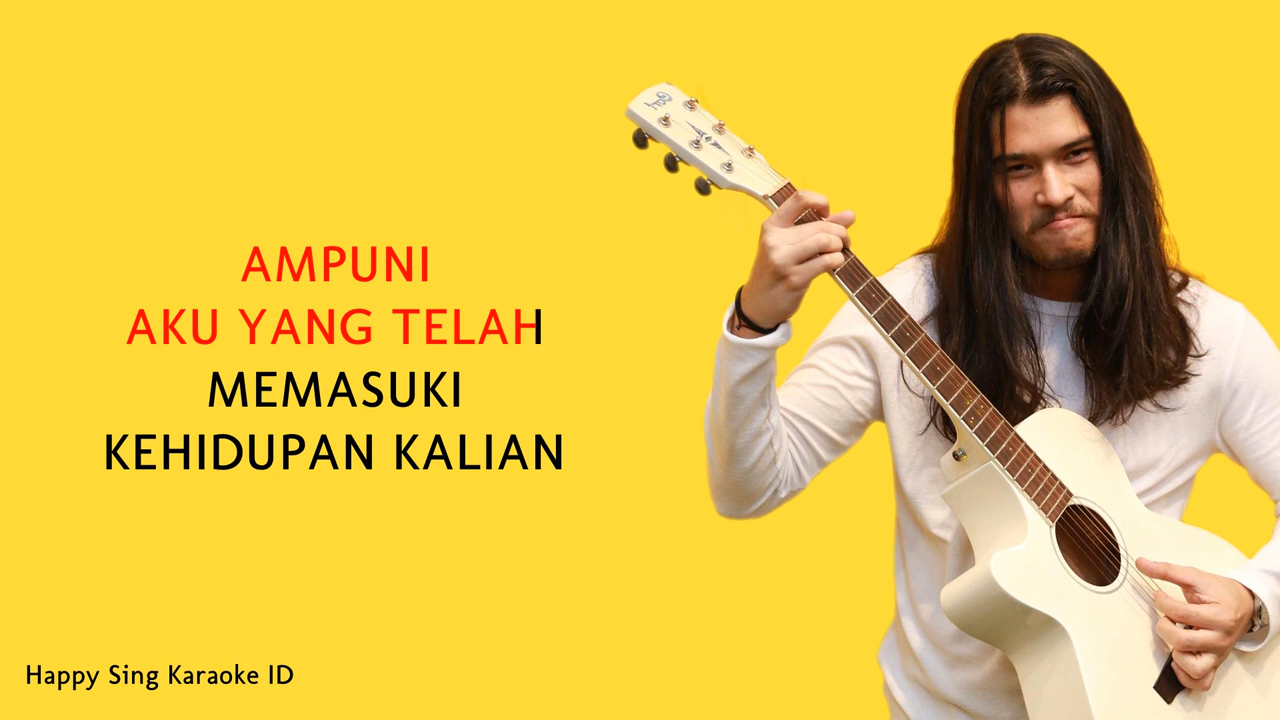 AMPUNI
AKU YANG TELAH
MEMASUKI
KEHIDUPAN KALIAN
Happy Sing Karaoke ID